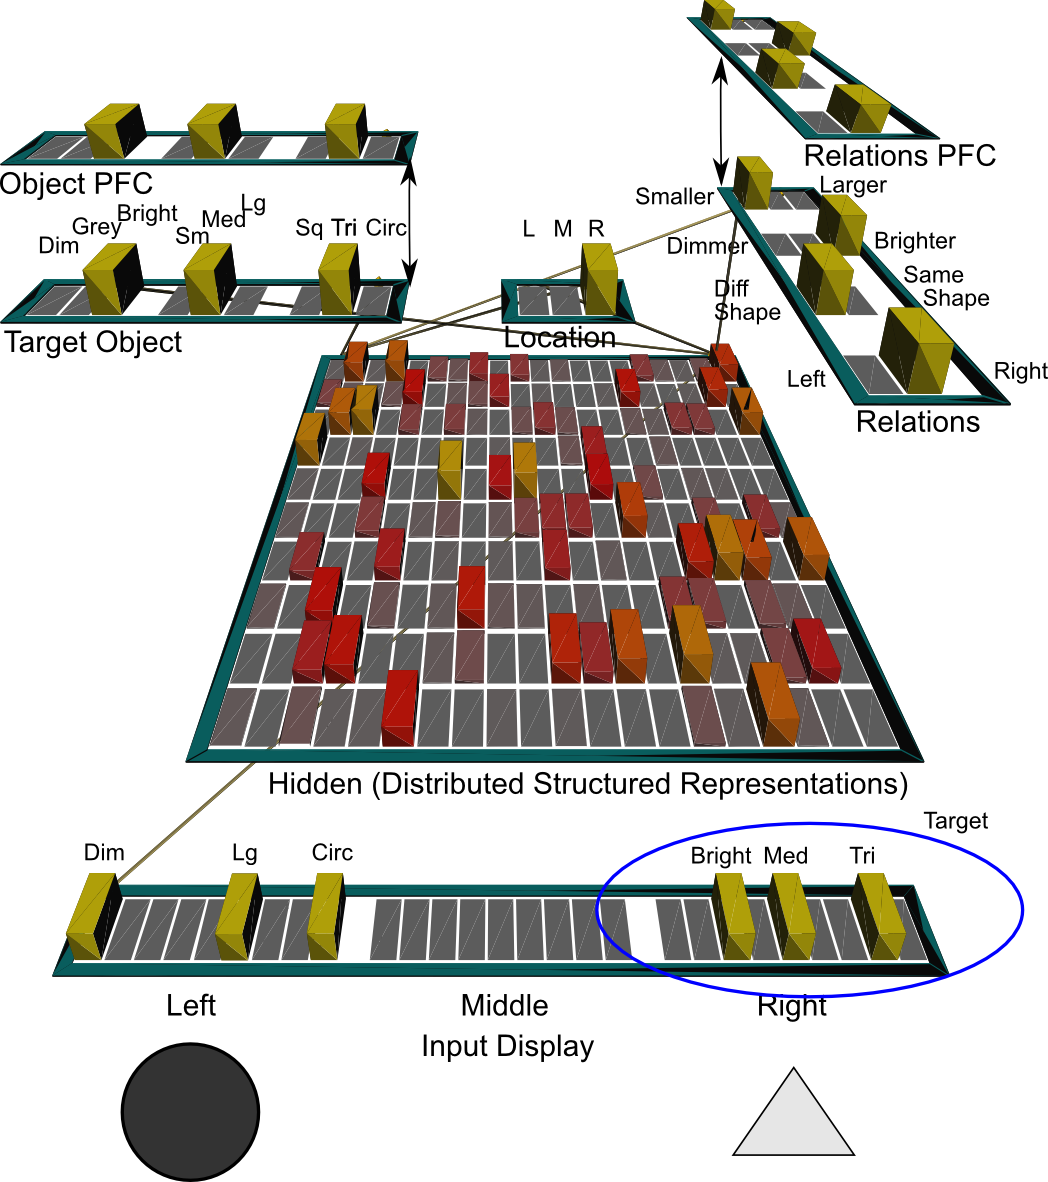 Relations PFC
Object PFC
Smaller
Larger
Dim
Grey
Bright
Sm
Med
Lg
Sq Tri Circ
L M R
Dimmer
Brighter
Diff
Shape
Same
Shape
Target Object
Location
Left
Right
Relations
Hidden (Distributed Structured Representations)
Target
Dim
Lg
Circ
Bright Med Tri
Left
Middle
Right
Input Display